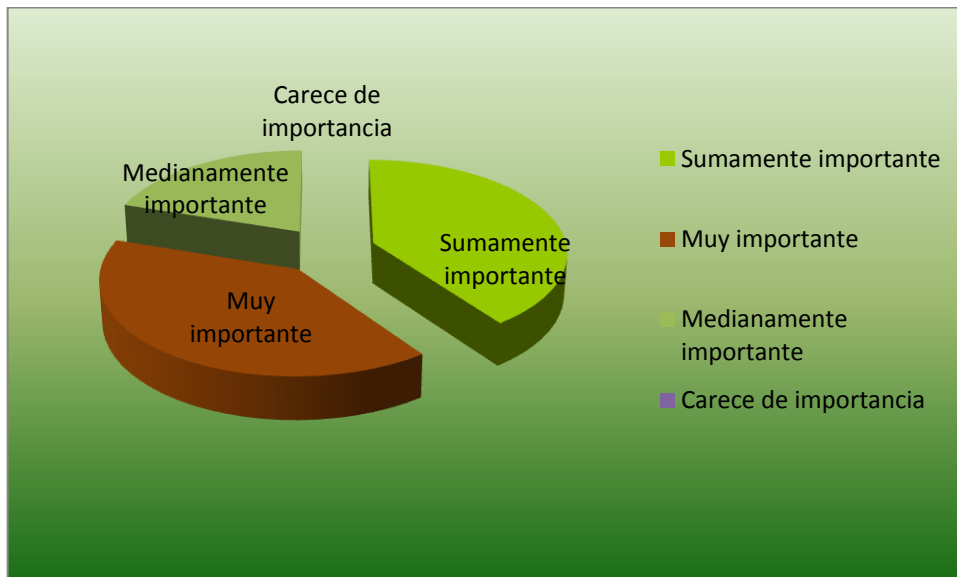 Carece de
importancia
Medianamente
importante
Sumamente
importante
Muy
importante
Sumamente importante
Muy importante
Medianamente
importante
Carece de importancia